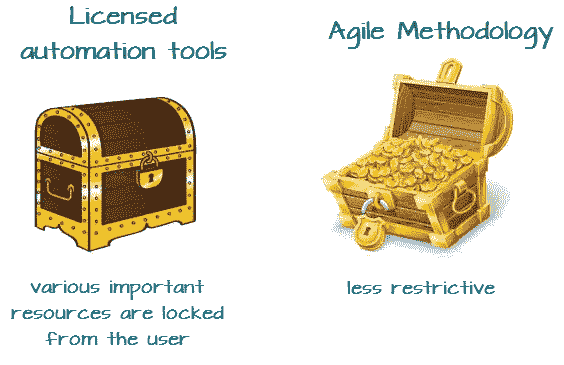 Licensed
automation tools
Agile Methodology
various important
resources are locked
from the user
less restrictive